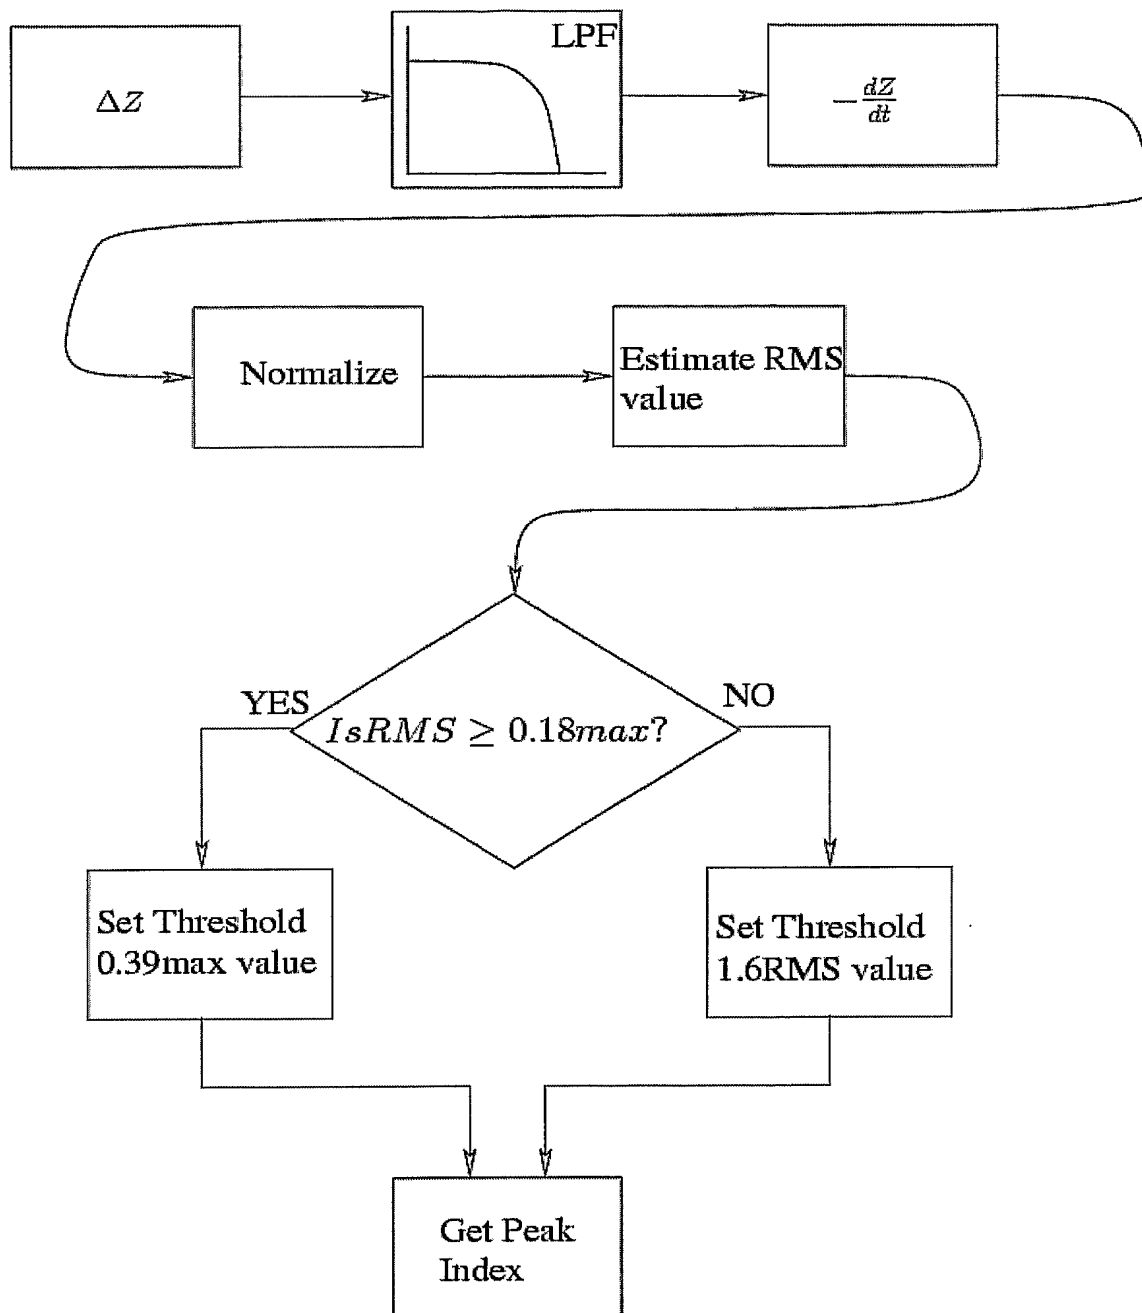 ΔZ
LPF
-dZ/dt
Normalize
Estimate RMS
value
YES
NO
IsRMS ≥ 0.18max?
Set Threshold
0.39max value
Set Threshold
1.6RMS value
Get Peak
Index